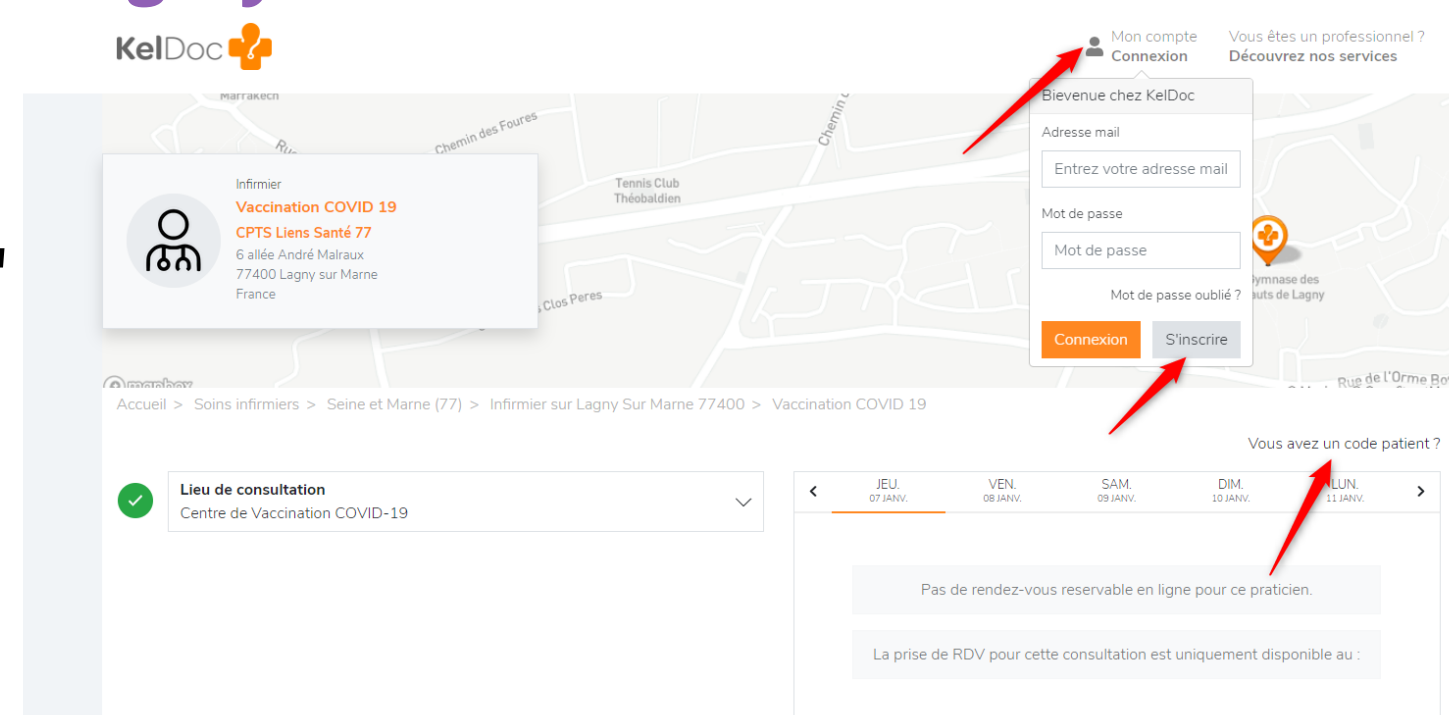 KelDoc
Mon compte
Connexion
Vous êtes un professionnel ?
Découvrez nos services
Marrakech
Chemin des Foures
Tennis Club
Théobaldien
Clos Peres
Infirmier
Vaccination COVID 19
CPTS Liens Santé 77
6 allée André Malraux
77400 Lagny sur Marne
France
Bievenue chez KelDoc
Adresse mail
Entrez votre adresse mail
Mot de passe
Mot de passe
Mot de passe oublié ?
Connexion
S'inscrire
Gymnase des
auts de Lagny
Rue de l'Orme Bo
mapbox
Accueil > Soins infirmiers > Seine et Marne (77) > Infirmier sur Lagny Sur Marne 77400 > Vaccination COVID 19
Vous avez un code patient ?
Lieu de consultation
Centre de Vaccination COVID-19
JEU.
07 JANV.
VEN.
08 JANV.
SAM.
09 JANV.
DIM.
10 JANV.
LUN.
11 JANV.
Pas de rendez-vous reservable en ligne pour ce praticien.
La prise de RDV pour cette consultation est uniquement disponible au :